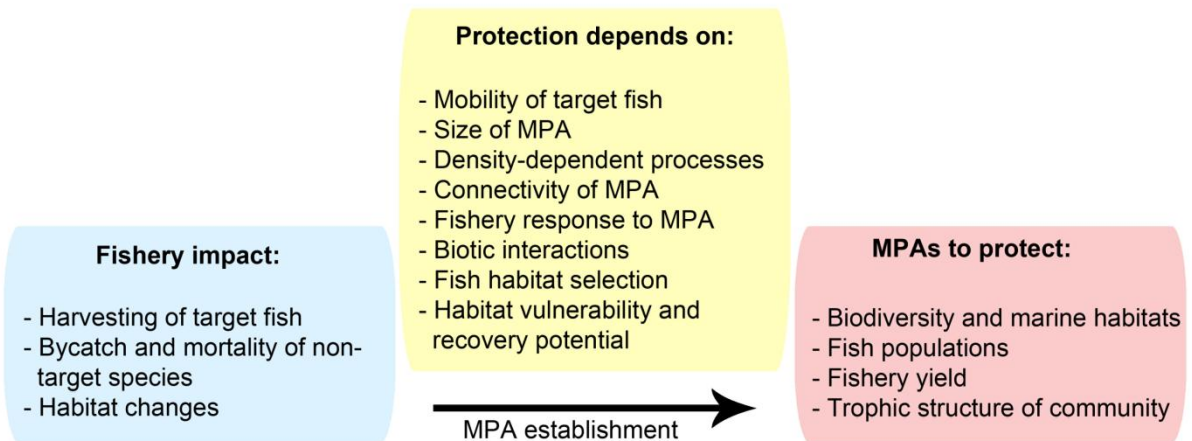 Fishery impact:
- Harvesting of target fish
- Bycatch and mortality of non-
target species
- Habitat changes
Protection depends on:
- Mobility of target fish
- Size of MPA
- Density-dependent processes
- Connectivity of MPA
- Fishery response to MPA
- Biotic interactions
- Fish habitat selection
- Habitat vulnerability and
recovery potential
MPA establishment
MPAs to protect:
- Biodiversity and marine habitats
- Fish populations
- Fishery yield
- Trophic structure of community